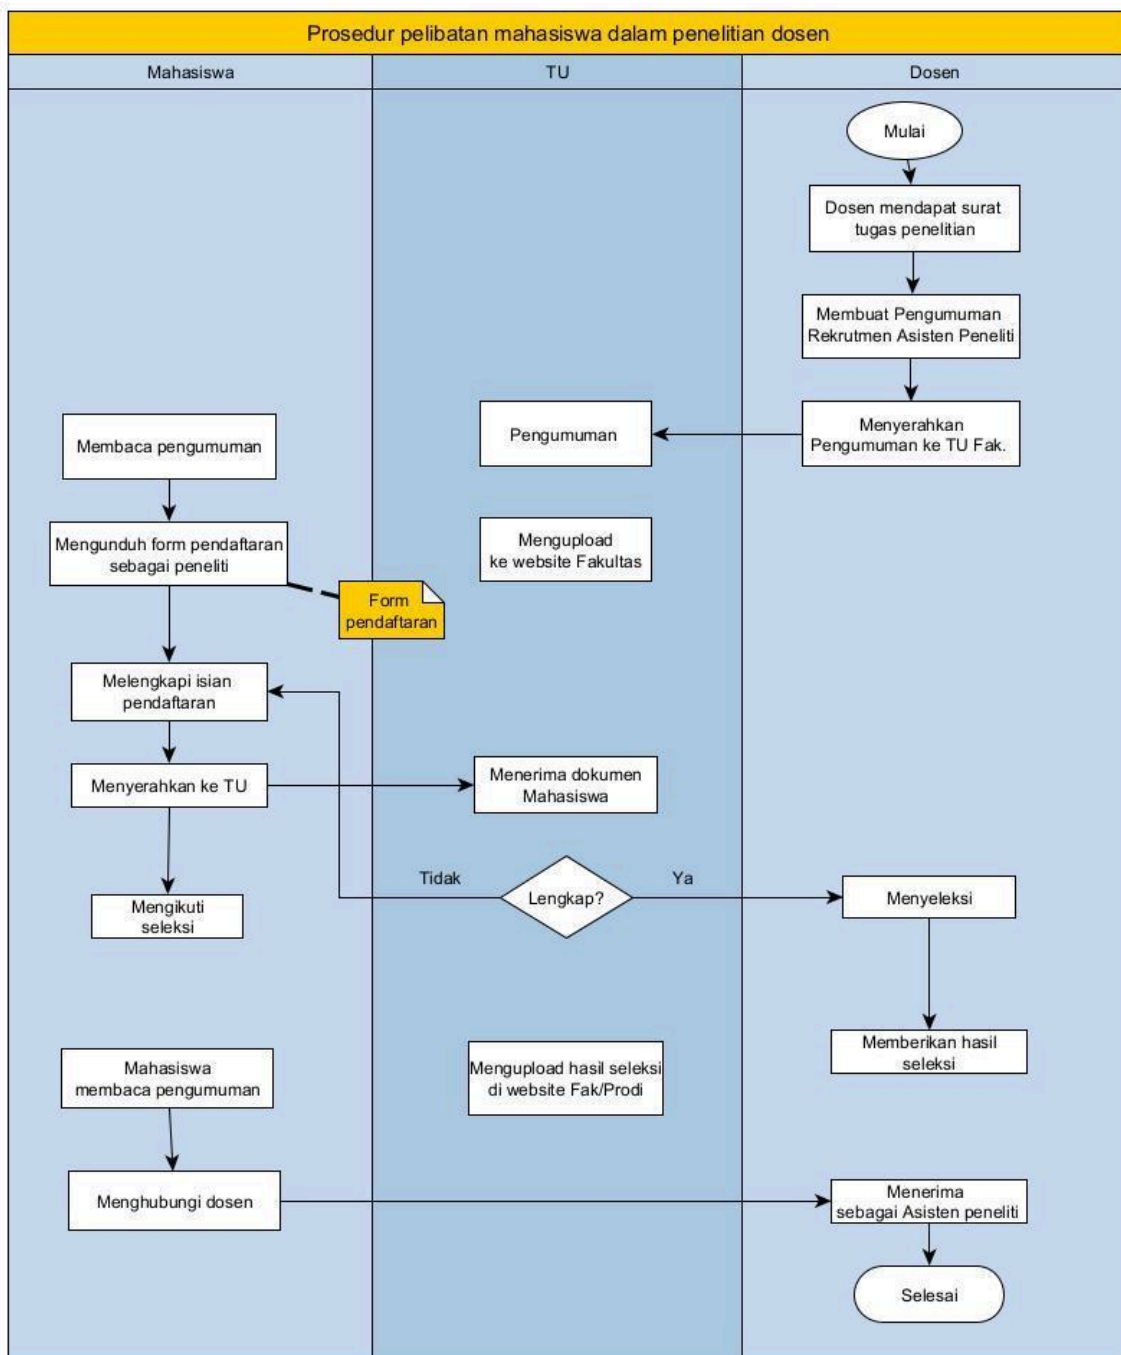 Prosedur pelibatan mahasiswa dalam penelitian dosen
Mahasiswa
TU
Dosen
Mulai
Dosen mendapat surat
tugas penelitian
Membuat Pengumuman
Rekrutmen Asisten Peneliti
Menyerahkan
Pengumuman ke TU Fak.
Pengumuman
Membaca pengumuman
Mengunduh form pendaftaran
sebagai peneliti
Mengupload
ke website Fakultas
Form
pendaftaran
Melengkapi isian
pendaftaran
Menyerahkan ke TU
Menerima dokumen
Mahasiswa
Tidak
Lengkap?
Ya
Menyeleksi
Mengikuti
seleksi
Memberikan hasil
seleksi
Mengupload hasil seleksi
di website Fak/Prodi
Mahasiswa
membaca pengumuman
Menghubungi dosen
Menerima
sebagai Asisten peneliti
Selesai